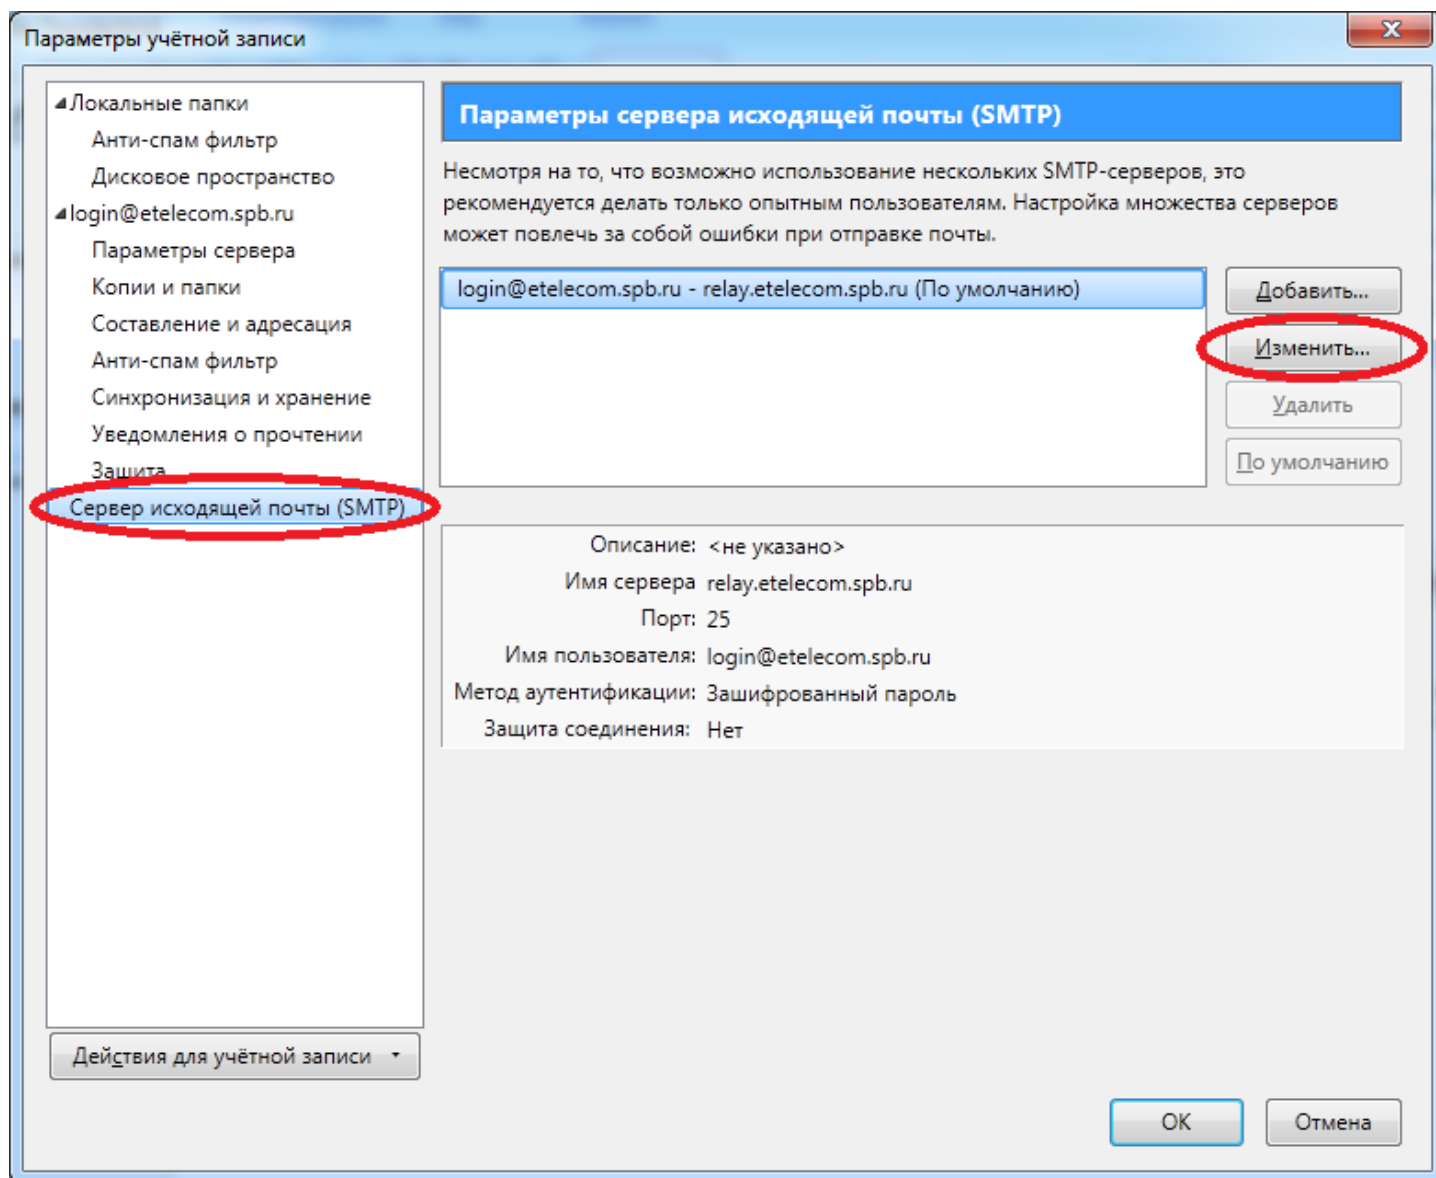 Параметры учётной записи
Локальные папки
Анти-спам фильтр
Дисковое пространство
login@etelecom.spb.ru
Параметры сервера
Копии и папки
Составление и адресация
Анти-спам фильтр
Синхронизация и хранение
Уведомления о прочтении
Защита
Сервер исходящей почты (SMTP)
Действия для учётной записи
Параметры сервера исходящей почты (SMTP)
Несмотря на то, что возможно использование нескольких SMTP-серверов, это
рекомендуется делать только опытным пользователям. Настройка множества серверов
может повлечь за собой ошибки при отправке почты.
login@etelecom.spb.ru - relay.etelecom.spb.ru (По умолчанию)
Добавить...
Изменить...
Удалить
По умолчанию
Описание: <не указано>
Имя сервера relay.etelecom.spb.ru
Порт: 25
Имя пользователя: login@etelecom.spb.ru
Метод аутентификации: Зашифрованный пароль
Защита соединения: Нет
OK
Отмена